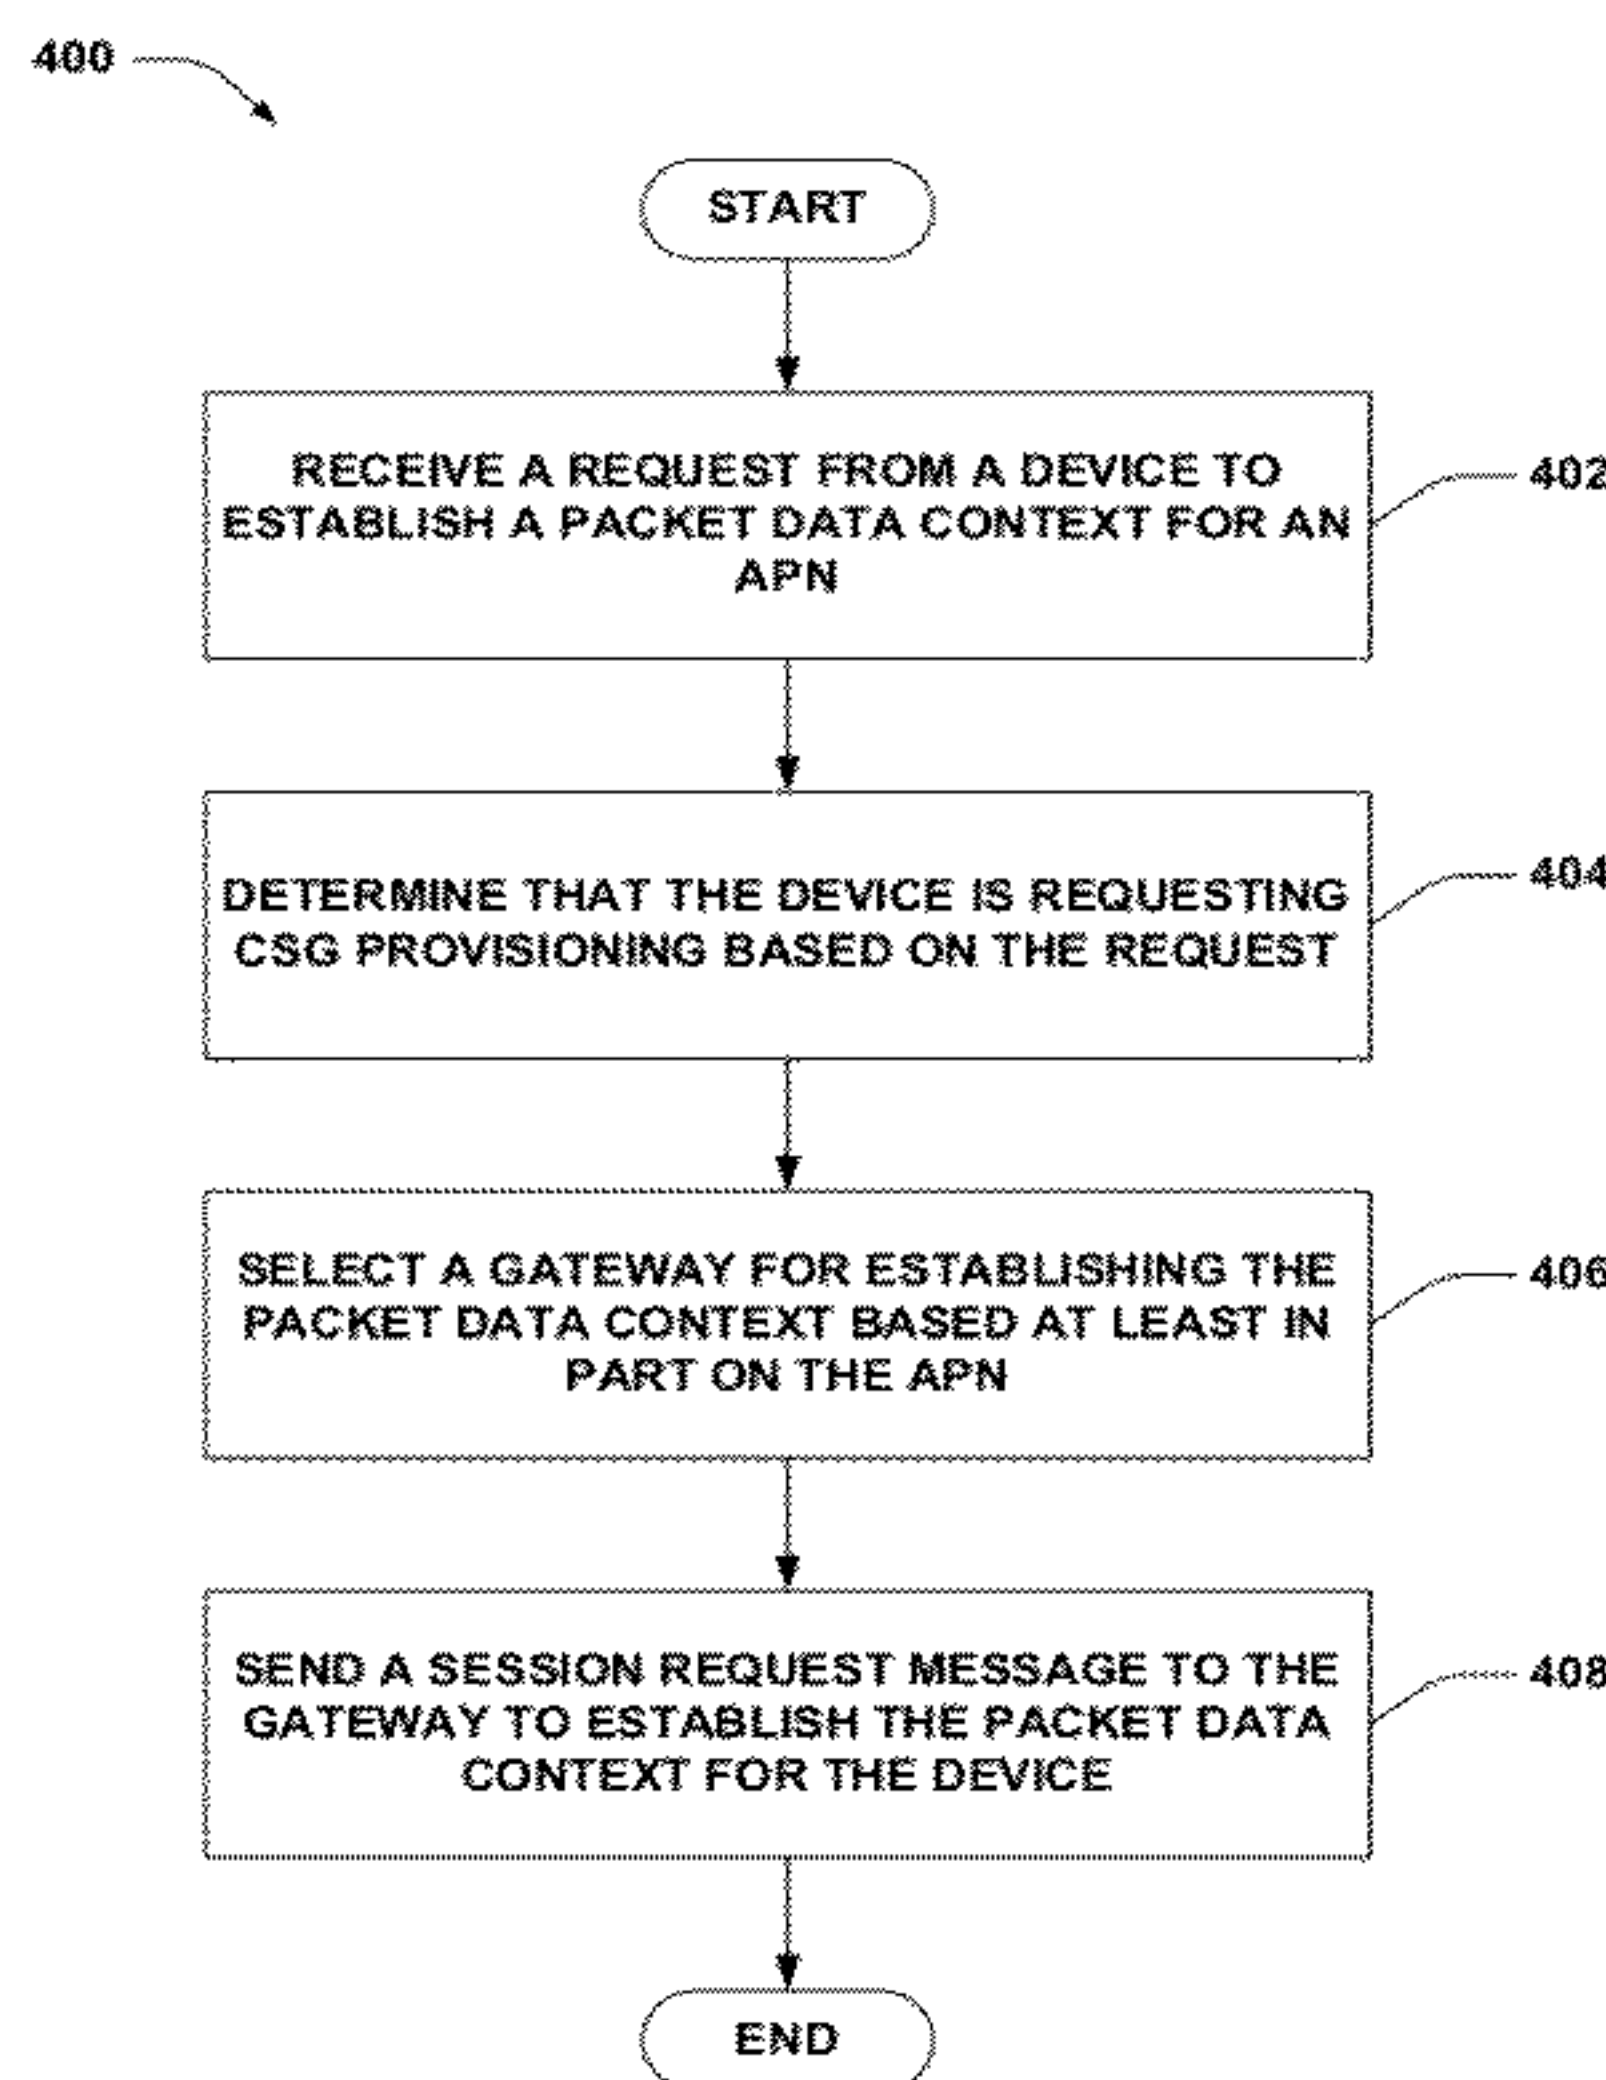 400
START
RECEIVE A REQUEST FROM A DEVICE TO
ESTABLISH A PACKET DATA CONTEXT FOR AN
APN
402
DETERMINE THAT THE DEVICE IS REQUESTING
CSG PROVISIONING BASED ON THE REQUEST
404
SELECT A GATEWAY FOR ESTABLISHING THE
PACKET DATA CONTEXT BASED AT LEAST IN
PART ON THE APN
406
SEND A SESSION REQUEST MESSAGE TO THE
GATEWAY TO ESTABLISH THE PACKET DATA
CONTEXT FOR THE DEVICE
408
END